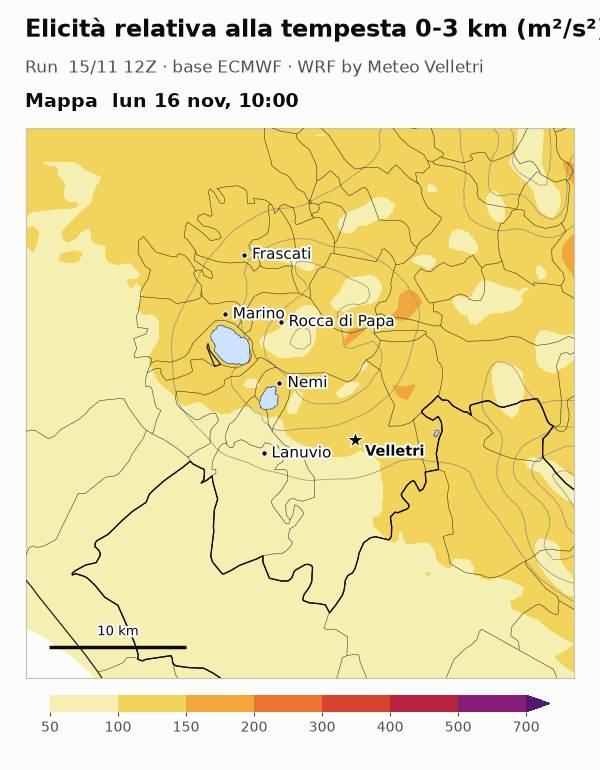 Elicità relativa alla tempesta 0-3 km (m²/s²)
Run 15/11 12Z · base ECMWF · WRF by Meteo Velletri
Mappa lun 16 nov, 10:00
Frascati
Marino
Rocca di Papa
Nemi
Lanuvio
Velletri
10 km
50 100 150 200 300 400 500 700